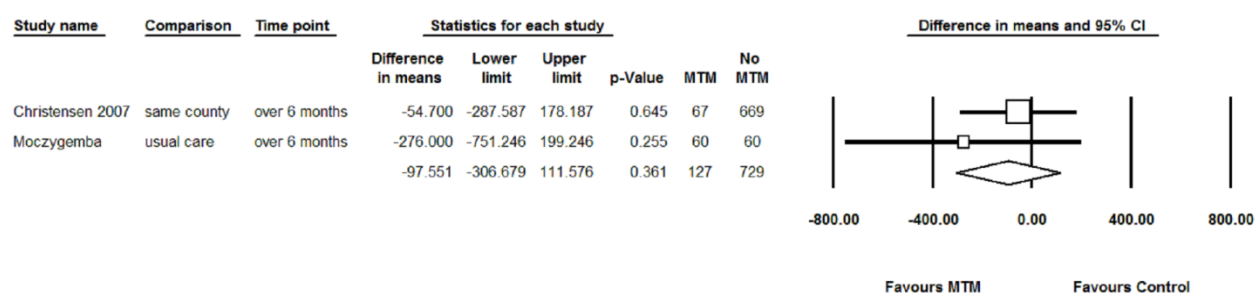 Study name Comparison Time point Statistics for each study Difference in means and 95% CI
Difference in means Lower limit Upper limit p-Value MTM No MTM
Christensen 2007 same county over 6 months -54.700 -287.587 178.187 0.645 67 669
Moczygemba usual care over 6 months -276.000 -751.246 199.246 0.255 60 60
-97.551 -306.679 111.576 0.361 127 729
-800.00 -400.00 0.00 400.00 800.00
Favours MTM Favours Control